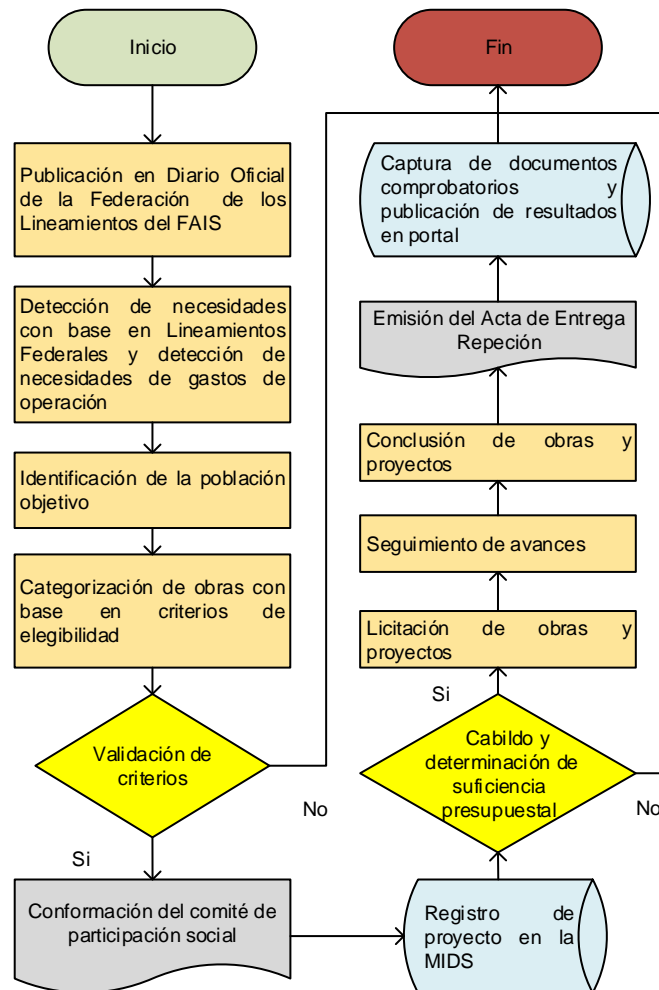 Inicio
Publicación en Diario Oficial
de la Federación de los
Lineamientos del FAIS
Detección de necesidades
con base en Lineamientos
Federales y detección de
necesidades de gastos de
operación
Identificación de la población
objetivo
Categorización de obras con
base en criterios de
elegibilidad
Validación de
criterios
No
Si
Conformación del comité de
participación social
Registro de
proyecto en la
MIDS
Cabildo y
determinación de
suficiencia
presupuestal
No
Si
Licitación de obras y
proyectos
Seguimiento de avances
Conclusión de obras y
proyectos
Emisión del Acta de Entrega
Repeción
Captura de documentos
comprobatorios y
publicación de resultados
en portal
Fin